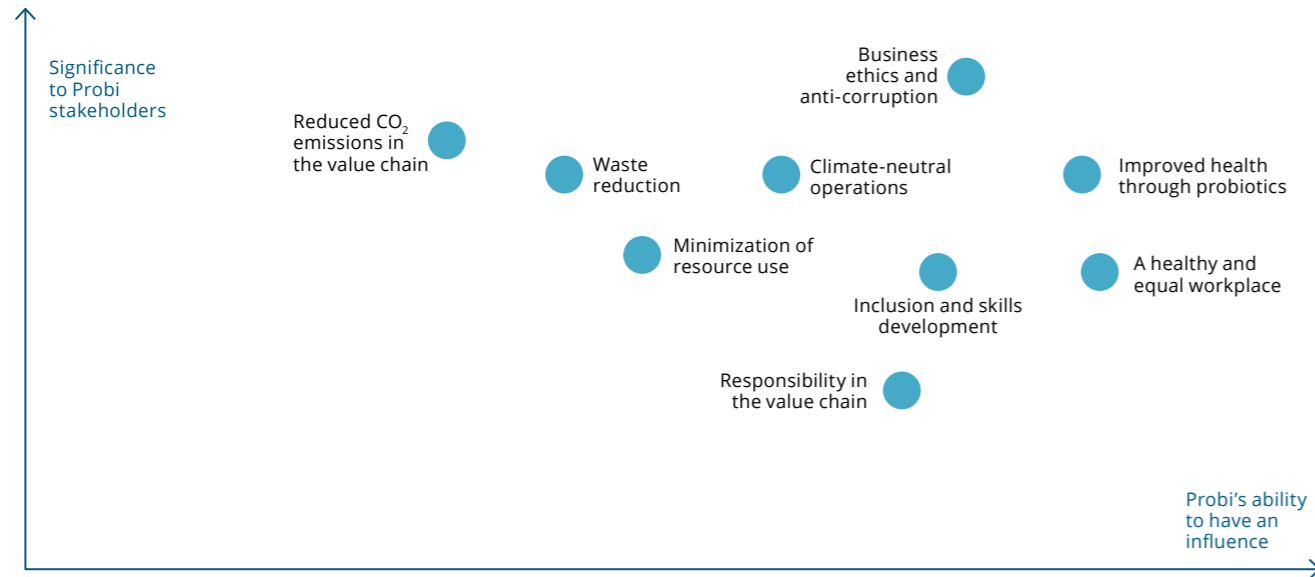 Significance
to Probi
stakeholders
Business
ethics and
anti-corruption
Reduced CO₂
emissions in
the value chain
Waste
reduction
Climate-neutral
operations
Improved health
through probiotics
Minimization of
resource use
A healthy and
equal workplace
Inclusion and skills
development
Responsibility in
the value chain
Probi’s ability
to have an
influence